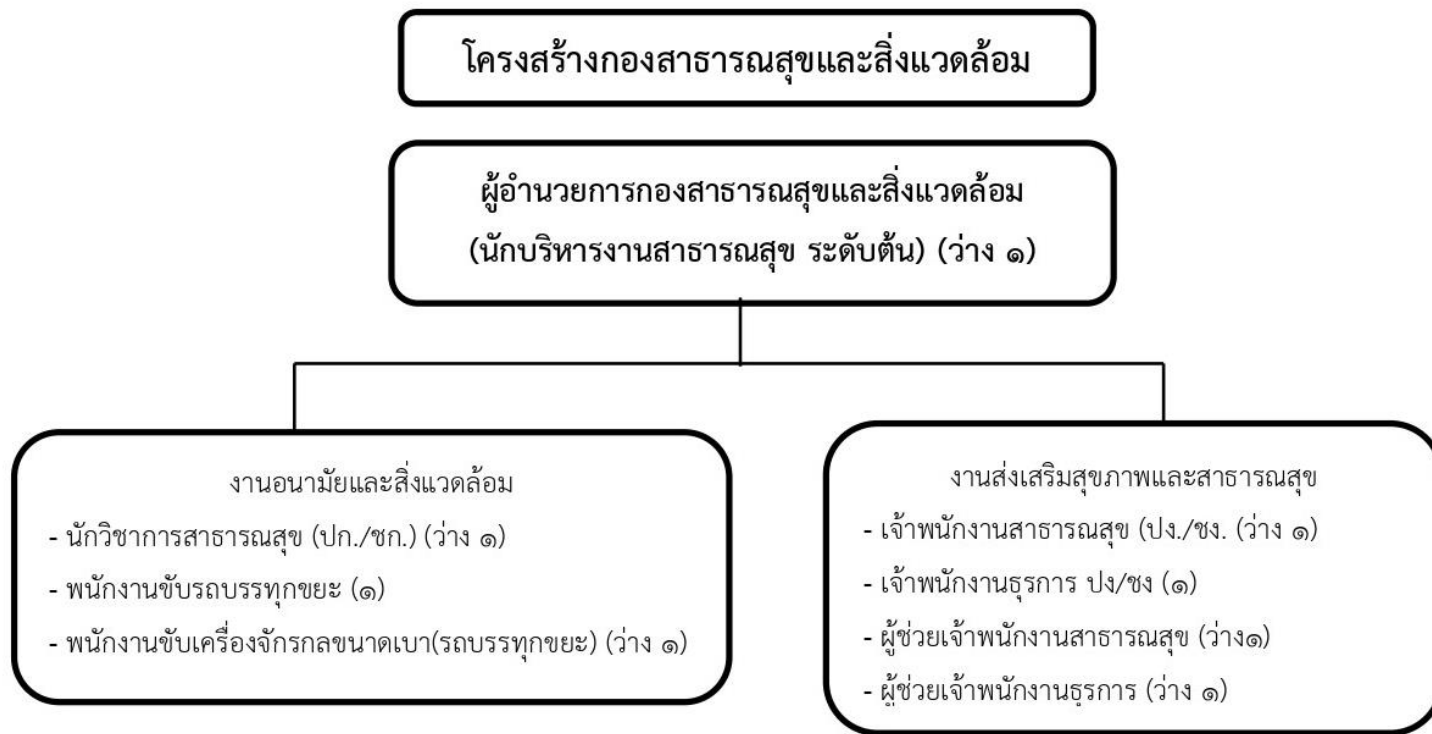 โครงสร้างกองสาธารณสุขและสิ่งแวดล้อม
ผู้อำนวยการกองสาธารณสุขและสิ่งแวดล้อม
(นักบริหารงานสาธารณสุข ระดับต้น) (ว่าง ๑)
งานอนามัยและสิ่งแวดล้อม
- นักวิชาการสาธารณสุข (ปก./ชก.) (ว่าง ๑)
- พนักงานขับรถบรรทุกขยะ (๑)
- พนักงานขับเครื่องจักรกลขนาดเบา(รถบรรทุกขยะ) (ว่าง ๑)
งานส่งเสริมสุขภาพและสาธารณสุข
- เจ้าพนักงานสาธารณสุข (ปง./ชง. (ว่าง ๑)
- เจ้าพนักงานธุรการ ปง/ชง (๑)
- ผู้ช่วยเจ้าพนักงานสาธารณสุข (ว่าง๑)
- ผู้ช่วยเจ้าพนักงานธุรการ (ว่าง ๑)